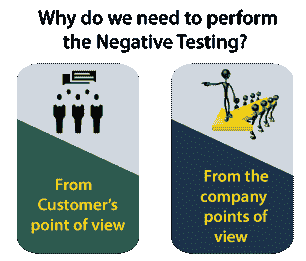 Why do we need to perform
the Negative Testing?
From
Customer's
point of view
From the
company
points of
view